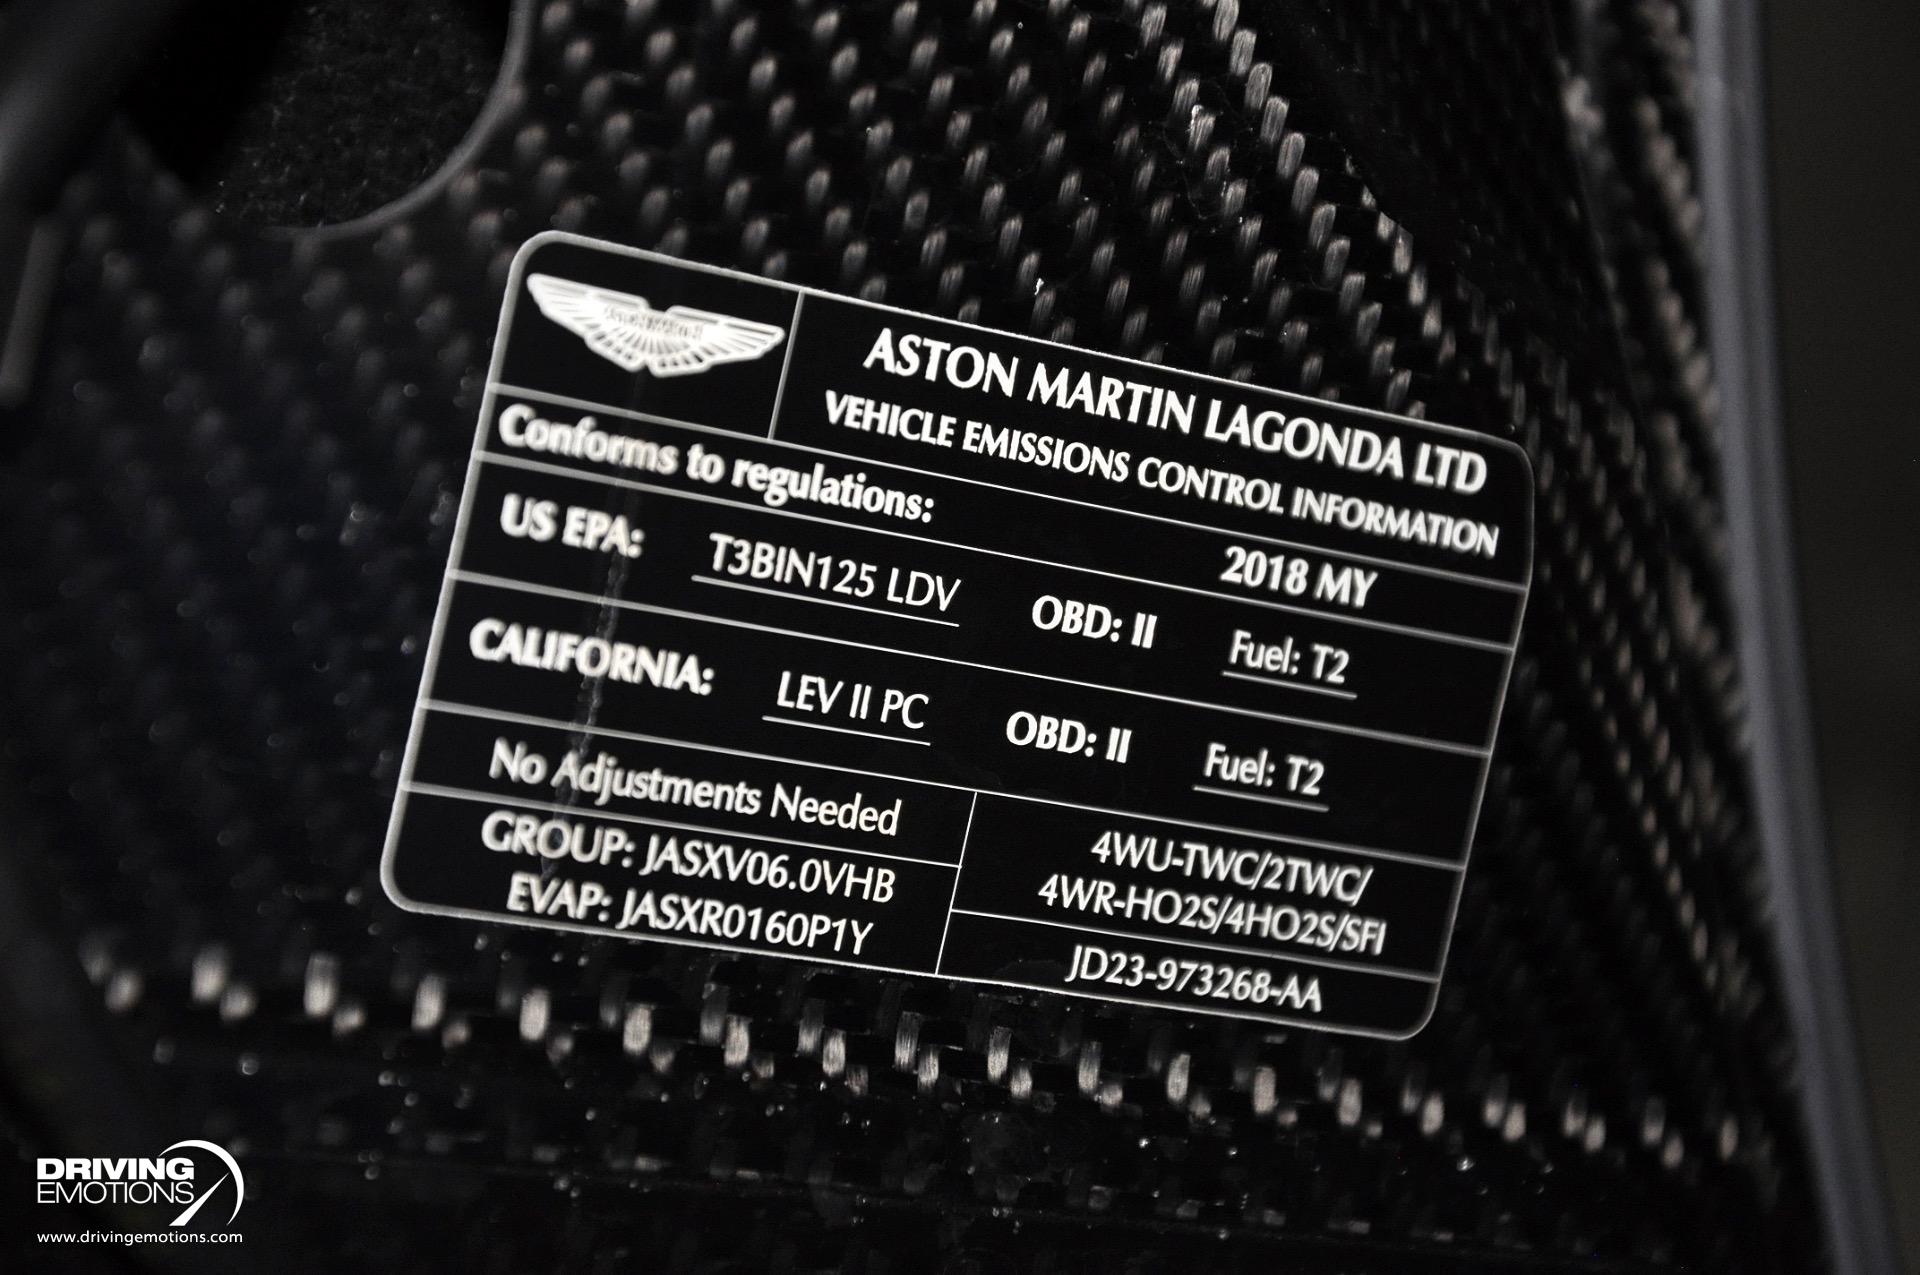 ASTON MARTIN
ASTON MARTIN LAGONDA LTD
VEHICLE EMISSIONS CONTROL INFORMATION
Conforms to regulations:
2018 MY
US EPA: T3BIN125 LDV OBD: II Fuel: T2
CALIFORNIA: LEV II PC OBD: II Fuel: T2
No Adjustments Needed
GROUP: JASXV06.0VHB
EVAP: JASXR0160P1Y
4WU-TWC/2TWC/
4WR-HO2S/4HO2S/SFI
JD23-973268-AA
DRIVING
EMOTIONS
www.drivingemotions.com